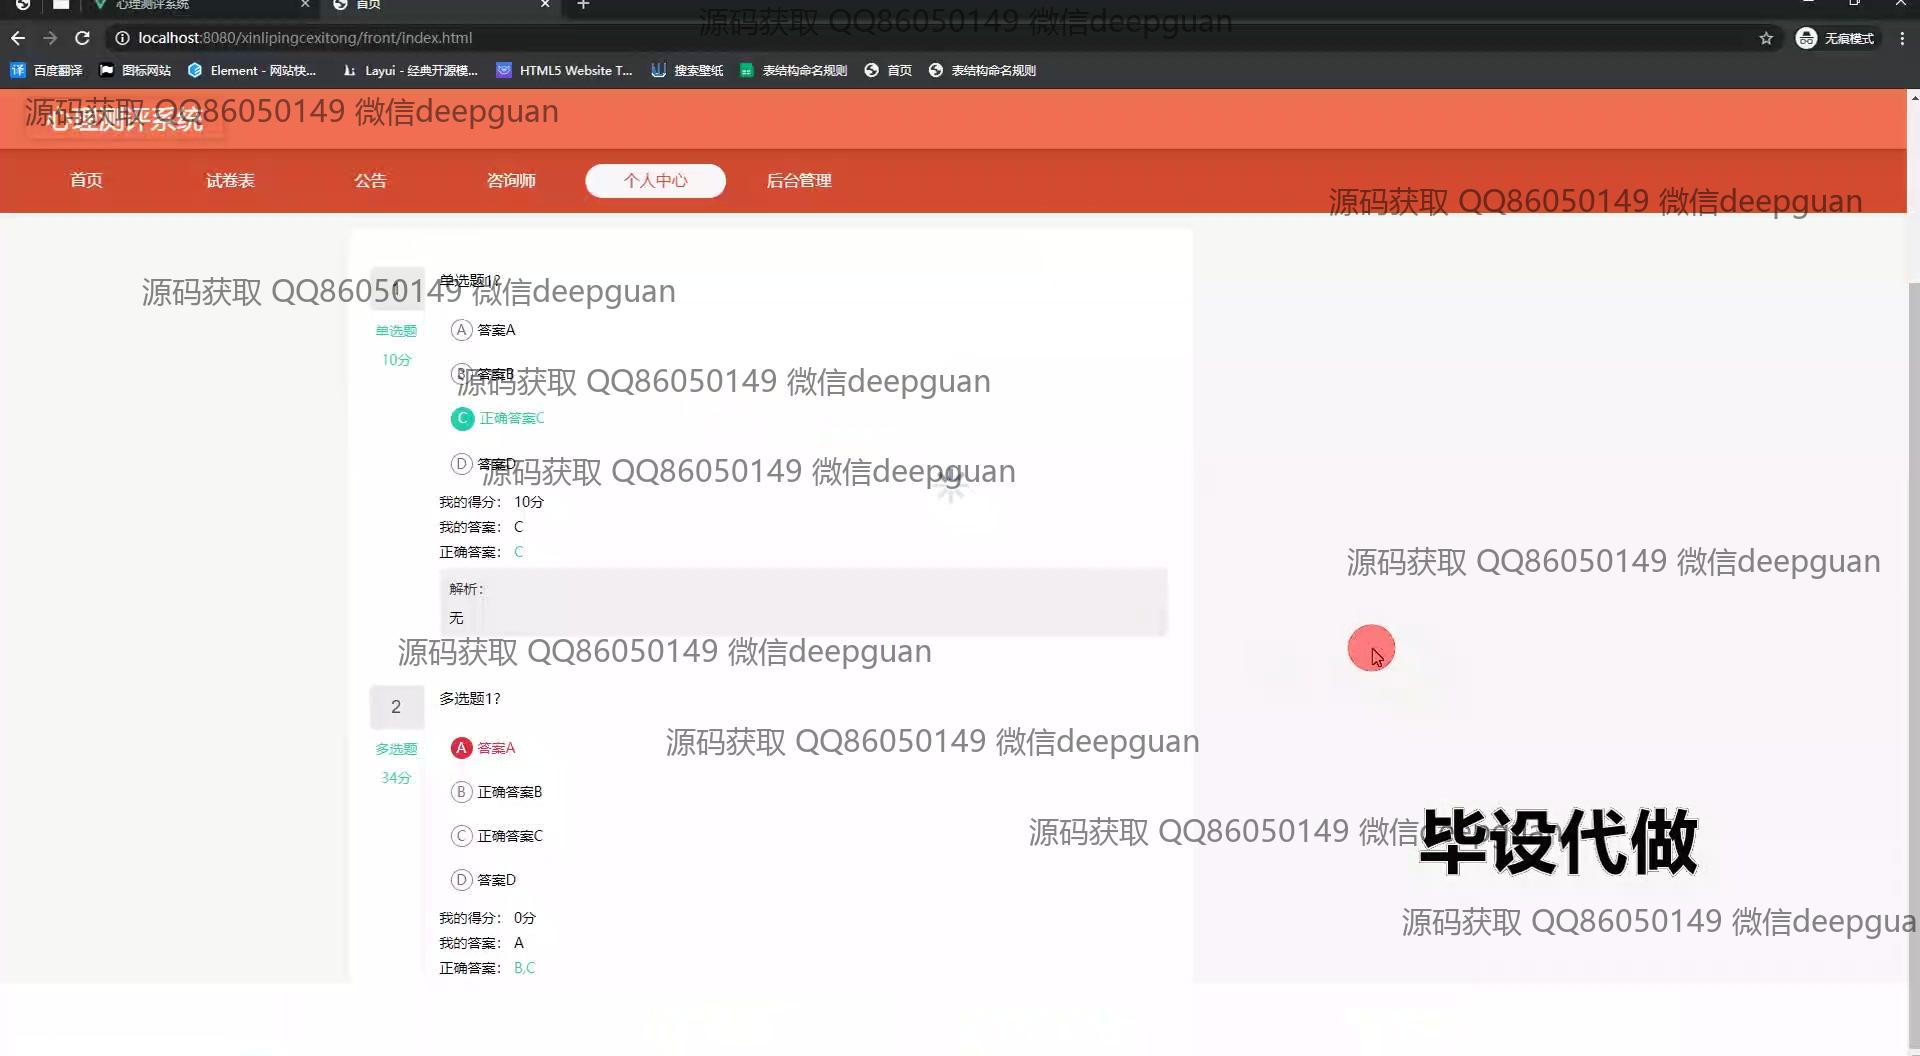 心理测评系统
首页
源码获取 QQ86050149 微信deepguan
localhost:8080/xinlipingcexitong/front/index.html
无痕模式
百度翻译
图标网站
Element - 网站快...
Layui - 经典开源模...
HTML5 Website T...
搜索壁纸
表结构命名规则
首页
表结构命名规则
心理测评系统
源码获取 QQ86050149 微信deepguan
首页
试卷表
公告
咨询师
个人中心
后台管理
源码获取 QQ86050149 微信deepguan
1
单选题1?
源码获取 QQ86050149 微信deepguan
单选题
10分
A 答案A
B 答案B
源码获取 QQ86050149 微信deepguan
C 正确答案C
D 答案D
源码获取 QQ86050149 微信deepguan
我的得分： 10分
我的答案： C
正确答案： C
源码获取 QQ86050149 微信deepguan
解析：
无
源码获取 QQ86050149 微信deepguan
2
多选题1?
多选题
34分
A 答案A
源码获取 QQ86050149 微信deepguan
B 正确答案B
C 正确答案C
源码获取 QQ86050149 微信deepguan
毕设代做
D 答案D
我的得分： 0分
源码获取 QQ86050149 微信deepgua
我的答案： A
正确答案： B,C